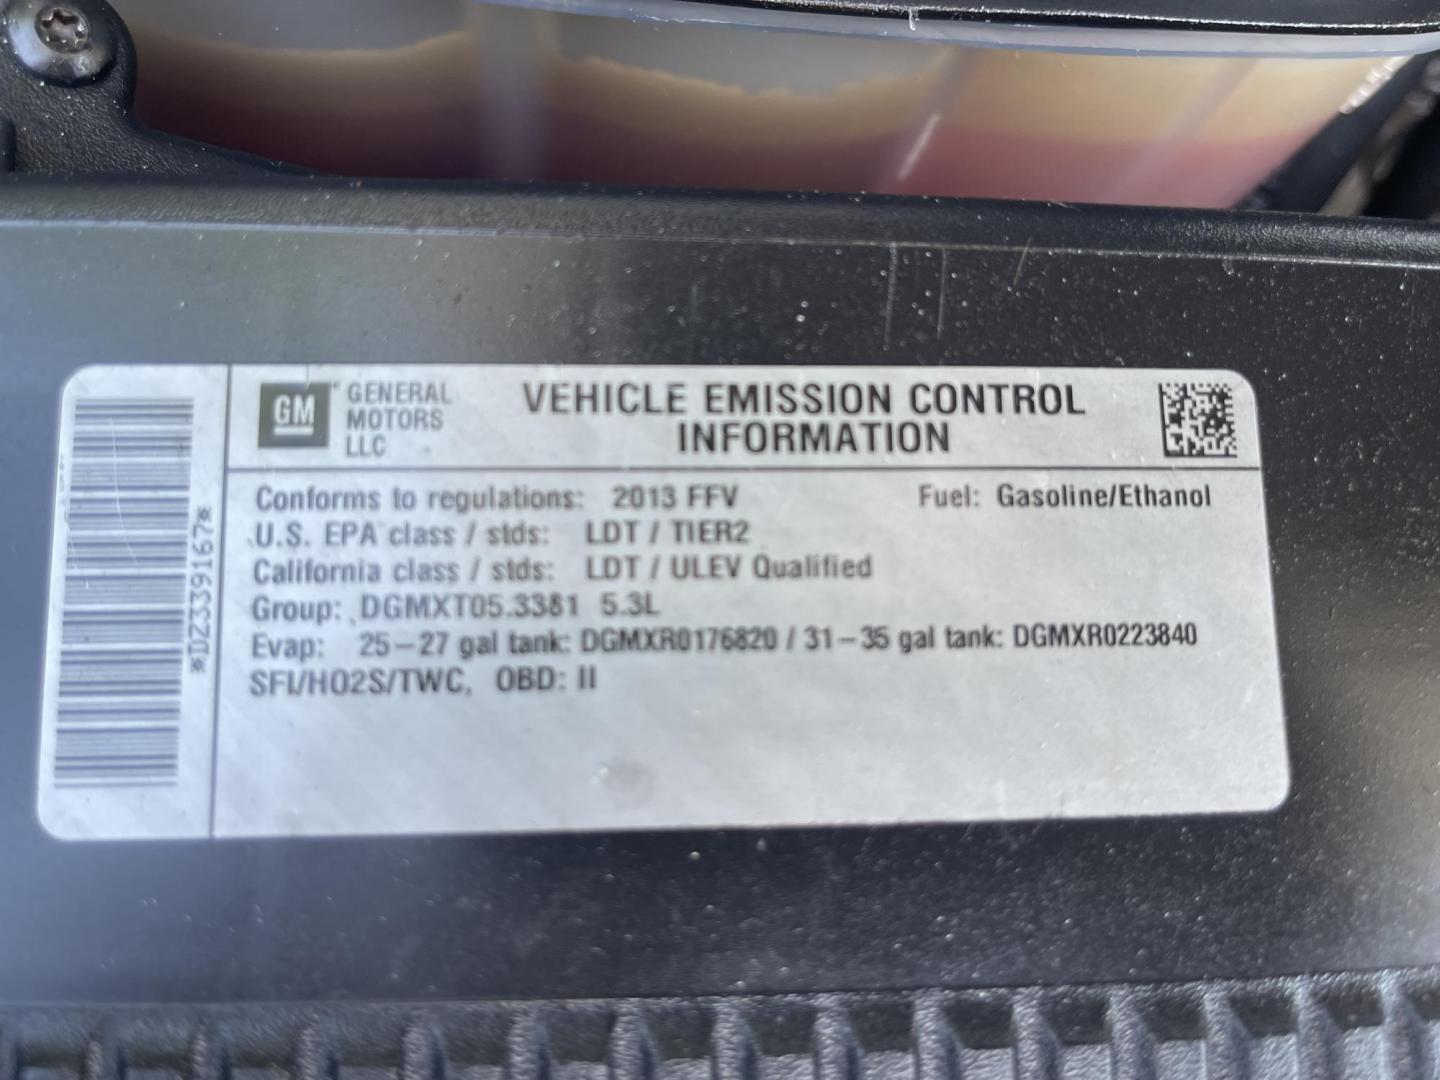 *DZ339167*
GM GENERAL MOTORS LLC
VEHICLE EMISSION CONTROL
INFORMATION
Conforms to regulations: 2013 FFV Fuel: Gasoline/Ethanol
U.S. EPA class / stds: LDT / TIER2
California class / stds: LDT / ULEV Qualified
Group: DGMXT05.3381 5.3L
Evap: 25-27 gal tank: DGMXR0176820 / 31-35 gal tank: DGMXR0223840
SFI/HO2S/TWC, OBD: II